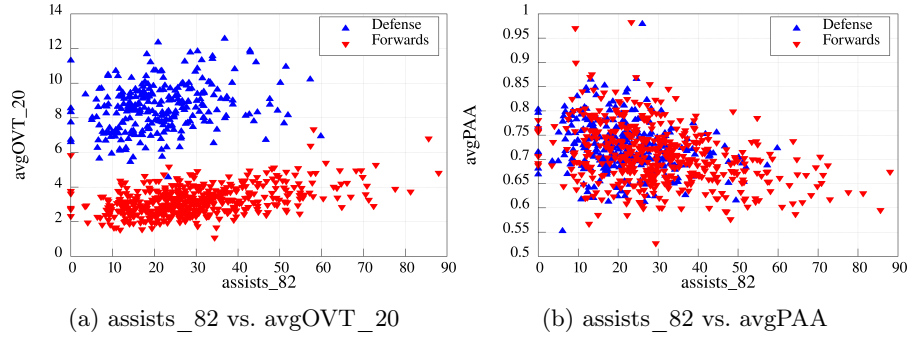 14
12
10
8
6
4
2
0
avgOVT_20
Defense
Forwards
0 10 20 30 40 50 60 70 80 90
assists_82
(a) assists_82 vs. avgOVT_20
1
0.95
0.9
0.85
0.8
0.75
0.7
0.65
0.6
0.55
0.5
avgPAA
Defense
Forwards
0 10 20 30 40 50 60 70 80 90
assists_82
(b) assists_82 vs. avgPAA